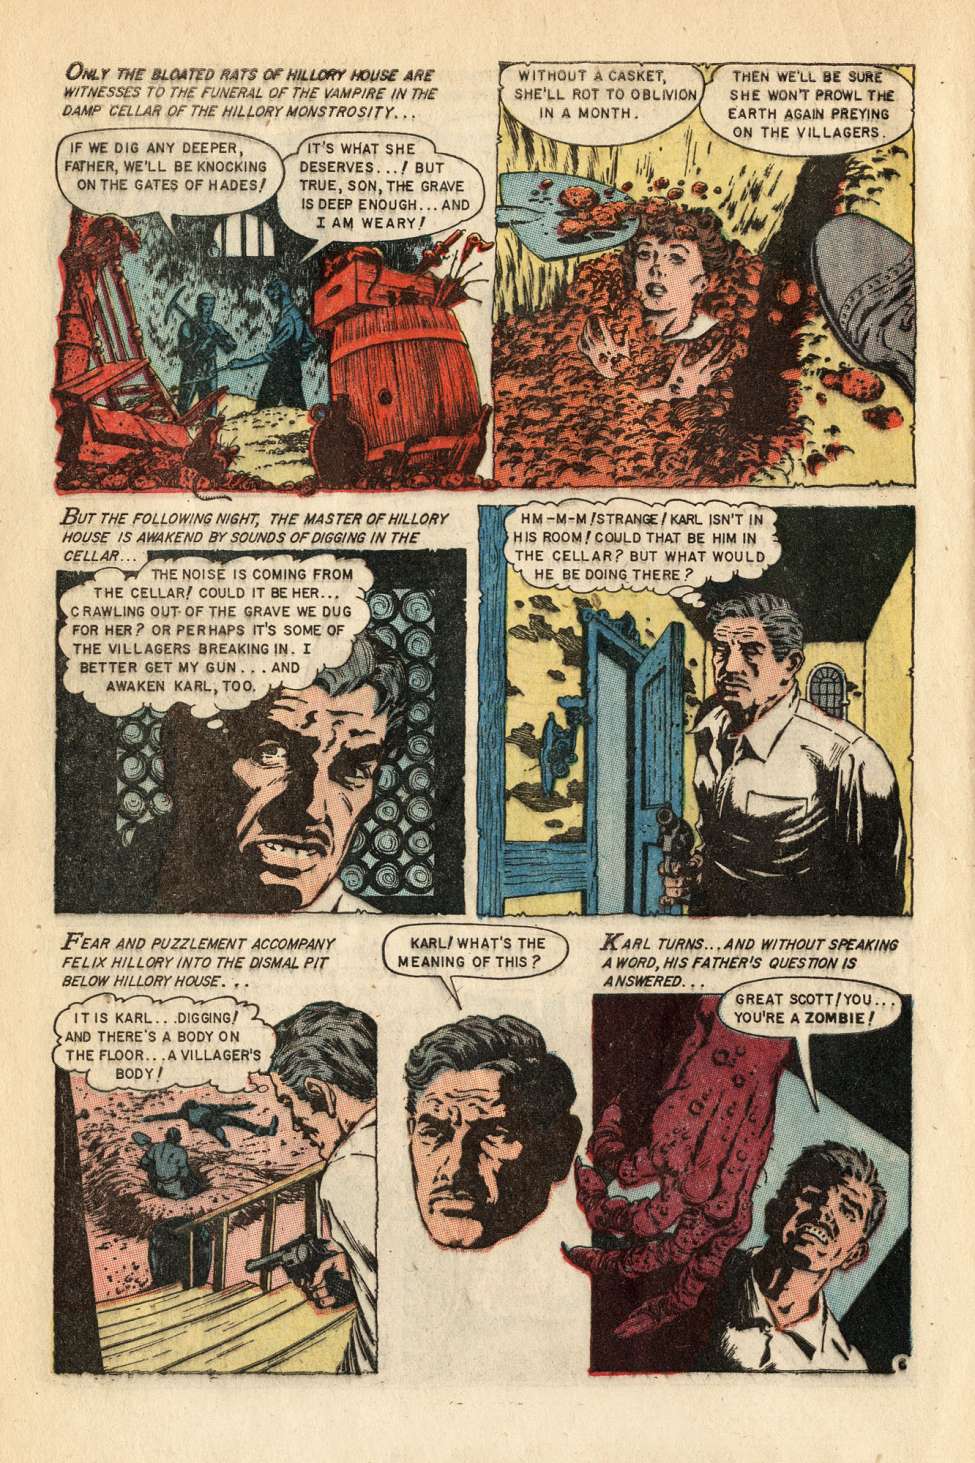 ONLY THE BLOATED RATS OF HILLORY HOUSE ARE
WITNESSES TO THE FUNERAL OF THE VAMPIRE IN THE
DAMP CELLAR OF THE HILLORY MONSTROSITY...
IF WE DIG ANY DEEPER,
FATHER, WE'LL BE KNOCKING
ON THE GATES OF HADES!
IT'S WHAT SHE
DESERVES...! BUT
TRUE, SON, THE GRAVE
IS DEEP ENOUGH...AND
I AM WEARY!
WITHOUT A CASKET,
SHE'LL ROT TO OBLIVION
IN A MONTH.
THEN WE'LL BE SURE
SHE WON'T PROWL THE
EARTH AGAIN PREYING
ON THE VILLAGERS.
BUT THE FOLLOWING NIGHT, THE MASTER OF HILLORY
HOUSE IS AWAKEND BY SOUNDS OF DIGGING IN THE
CELLAR...
THE NOISE IS COMING FROM
THE CELLAR! COULD IT BE HER...
CRAWLING OUT OF THE GRAVE WE DUG
FOR HER? OR PERHAPS IT'S SOME OF
THE VILLAGERS BREAKING IN. I
BETTER GET MY GUN...AND
AWAKEN KARL, TOO.
HM-M-M! STRANGE! KARL ISN'T IN
HIS ROOM! COULD THAT BE HIM IN
THE CELLAR? BUT WHAT WOULD
HE BE DOING THERE?
FEAR AND PUZZLEMENT ACCOMPANY
FELIX HILLORY INTO THE DISMAL PIT
BELOW HILLORY HOUSE...
IT IS KARL...DIGGING!
AND THERE'S A BODY ON
THE FLOOR...A VILLAGER'S
BODY!
KARL! WHAT'S THE
MEANING OF THIS?
KARL TURNS...AND WITHOUT SPEAKING
A WORD, HIS FATHER'S QUESTION IS
ANSWERED...
GREAT SCOTT! YOU...
YOU'RE A ZOMBIE!
6